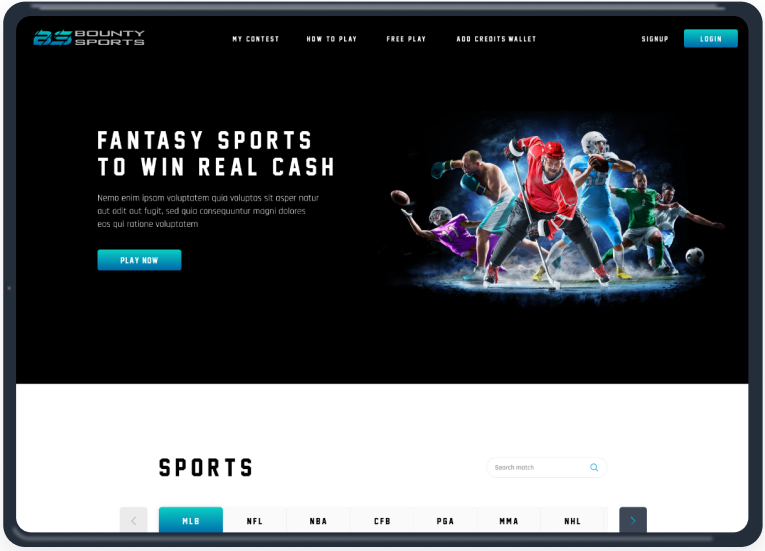 BS BOUNTY
SPORTS
MY CONTEST HOW TO PLAY FREE PLAY ADD CREDITS WALLET SIGNUP LOGIN
FANTASY SPORTS
TO WIN REAL CASH
Nemo enim ipsam voluptatem quia voluptas sit asper natur
aut odit aut fugit, sed quia consequuntur magni dolores
eos qui ratione voluptatem
PLAY NOW
SPORTS
Search match
MLB NFL NBA CFB PGA MMA NHL